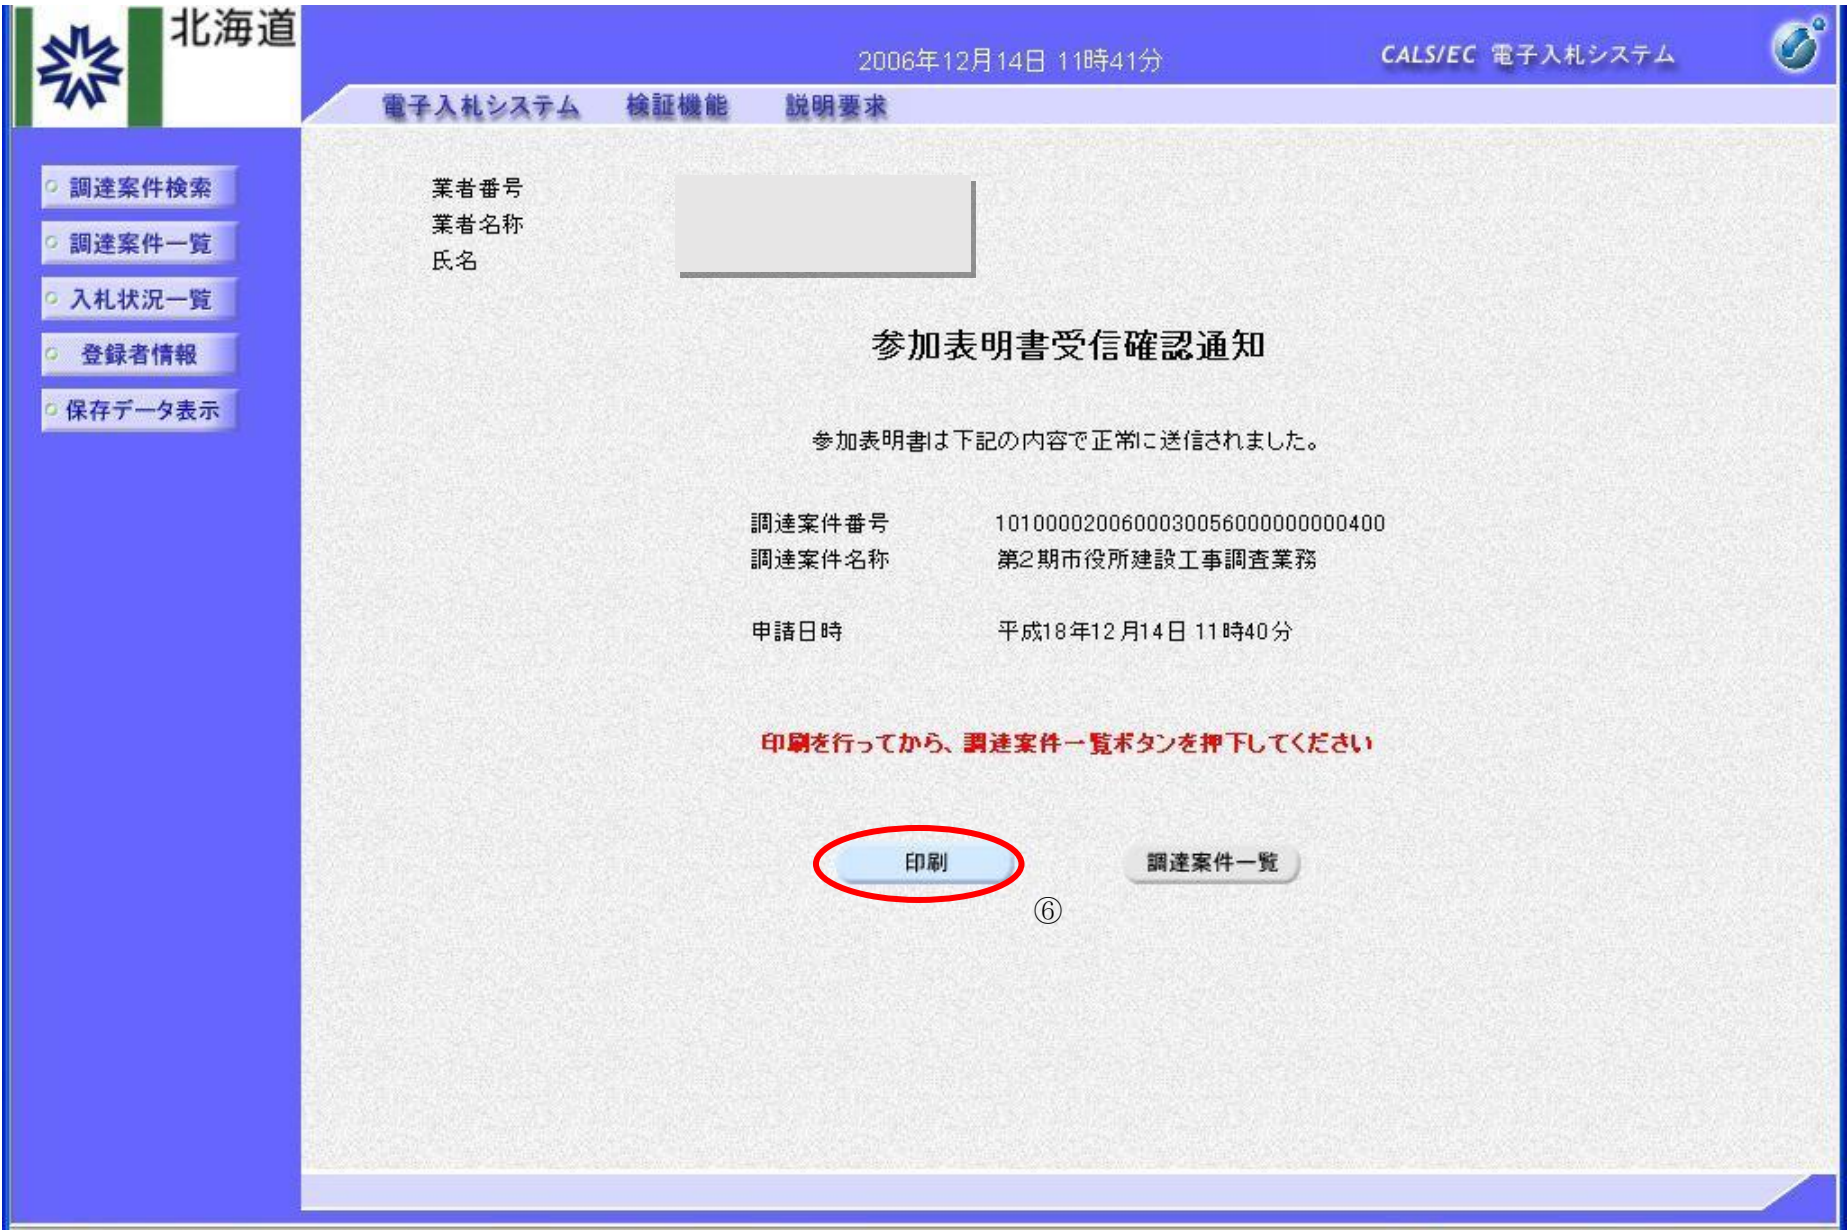 北海道
2006年12月14日 11時41分
CALS/EC 電子入札システム
電子入札システム 検証機能 説明要求
調達案件検索
調達案件一覧
入札状況一覧
登録者情報
保存データ表示
業者番号
業者名称
氏名
参加表明書受信確認通知
参加表明書は下記の内容で正常に送信されました。
調達案件番号 1010000200600030056000000000400
調達案件名称 第2期市役所建設工事調査業務
申請日時 平成18年12月14日 11時40分
印刷を行ってから、調達案件一覧ボタンを押下してください
印刷 調達案件一覧
⑥